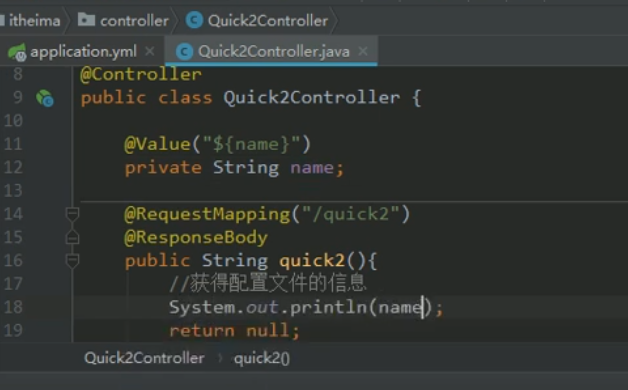 itheima controller Quick2Controller
application.yml × Quick2Controller.java ×
8 @Controller
9 public class Quick2Controller {
10
11 @Value("${name}")
12 private String name;
13
14 @RequestMapping("/quick2")
15 @ResponseBody
16 public String quick2(){
17 //获得配置文件的信息
18 System.out.println(name);
19 return null;
Quick2Controller › quick2()